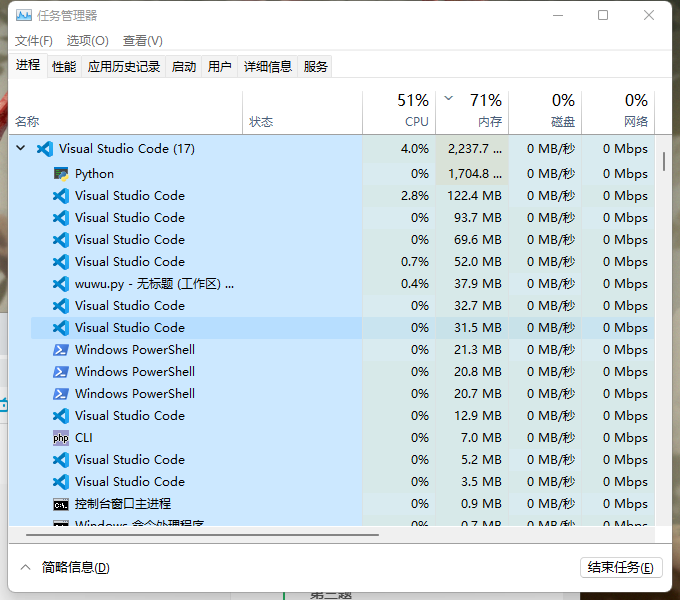 任务管理器
文件(F) 选项(O) 查看(V)
进程 性能 应用历史记录 启动 用户 详细信息 服务
51% 71% 0% 0%
名称 状态 CPU 内存 磁盘 网络
Visual Studio Code (17) 4.0% 2,237.7 ... 0 MB/秒 0 Mbps
Python 0% 1,704.8 ... 0 MB/秒 0 Mbps
Visual Studio Code 2.8% 122.4 MB 0 MB/秒 0 Mbps
Visual Studio Code 0% 93.7 MB 0 MB/秒 0 Mbps
Visual Studio Code 0% 69.6 MB 0 MB/秒 0 Mbps
Visual Studio Code 0.7% 52.0 MB 0 MB/秒 0 Mbps
wuwu.py - 无标题 (工作区) ... 0.4% 37.9 MB 0 MB/秒 0 Mbps
Visual Studio Code 0% 32.7 MB 0 MB/秒 0 Mbps
Visual Studio Code 0% 31.5 MB 0 MB/秒 0 Mbps
Windows PowerShell 0% 21.3 MB 0 MB/秒 0 Mbps
Windows PowerShell 0% 20.8 MB 0 MB/秒 0 Mbps
Windows PowerShell 0% 20.7 MB 0 MB/秒 0 Mbps
Visual Studio Code 0% 12.9 MB 0 MB/秒 0 Mbps
php CLI 0% 7.0 MB 0 MB/秒 0 Mbps
Visual Studio Code 0% 5.2 MB 0 MB/秒 0 Mbps
Visual Studio Code 0% 3.5 MB 0 MB/秒 0 Mbps
控制台窗口主进程 0% 0.9 MB 0 MB/秒 0 Mbps
Windows 命令处理程序 0% 0.7 MB 0 MB/秒 0 Mbps
简略信息(D) 结束任务(E)
第三题